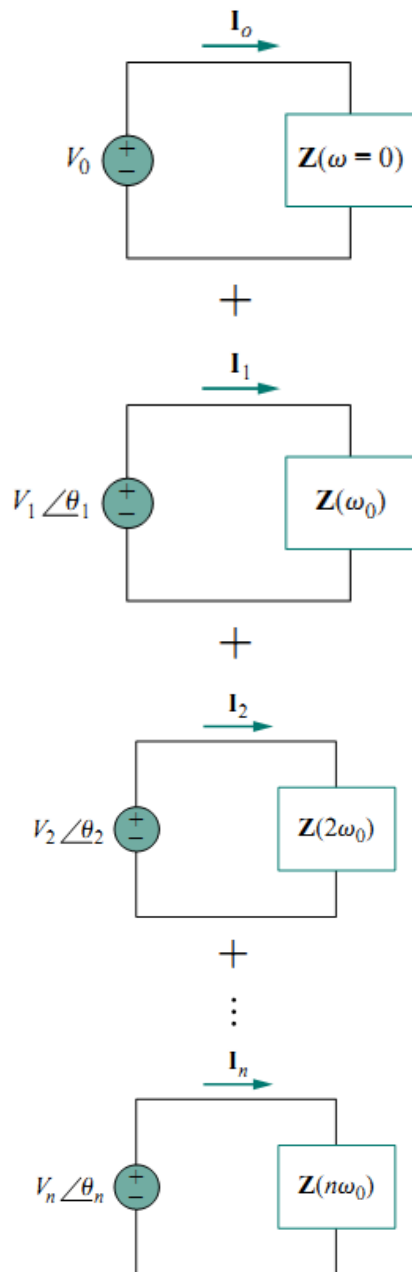 I_o
V_0 + − Z(ω = 0)
+
I_1
V_1 ∠θ_1 + − Z(ω_0)
+
I_2
V_2 ∠θ_2 + − Z(2ω_0)
+
⋮
I_n
V_n ∠θ_n + − Z(nω_0)